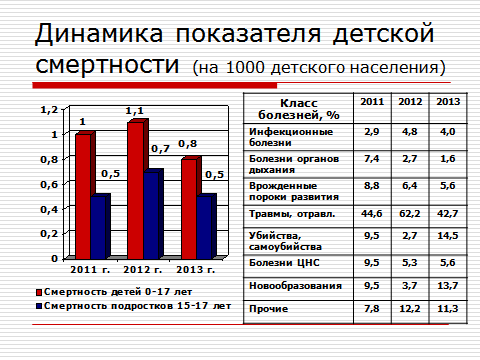 Динамика показателя детской
смертности (на 1000 детского населения)
1,2
1
0,8
0,6
0,4
0,2
0
1
0,5
1,1
0,7
0,8
0,5
2011 г. 2012 г. 2013 г.
Смертность детей 0-17 лет
Смертность подростков 15-17 лет
Класс 2011 2012 2013
болезней, %
Инфекционные 2,9 4,8 4,0
болезни
Болезни органов 7,4 2,7 1,6
дыхания
Врожденные 8,8 6,4 5,6
пороки развития
Травмы, отравл. 44,6 62,2 42,7
Убийства, 9,5 2,7 14,5
самоубийства
Болезни ЦНС 9,5 5,3 5,6
Новообразования 9,5 3,7 13,7
Прочие 7,8 12,2 11,3